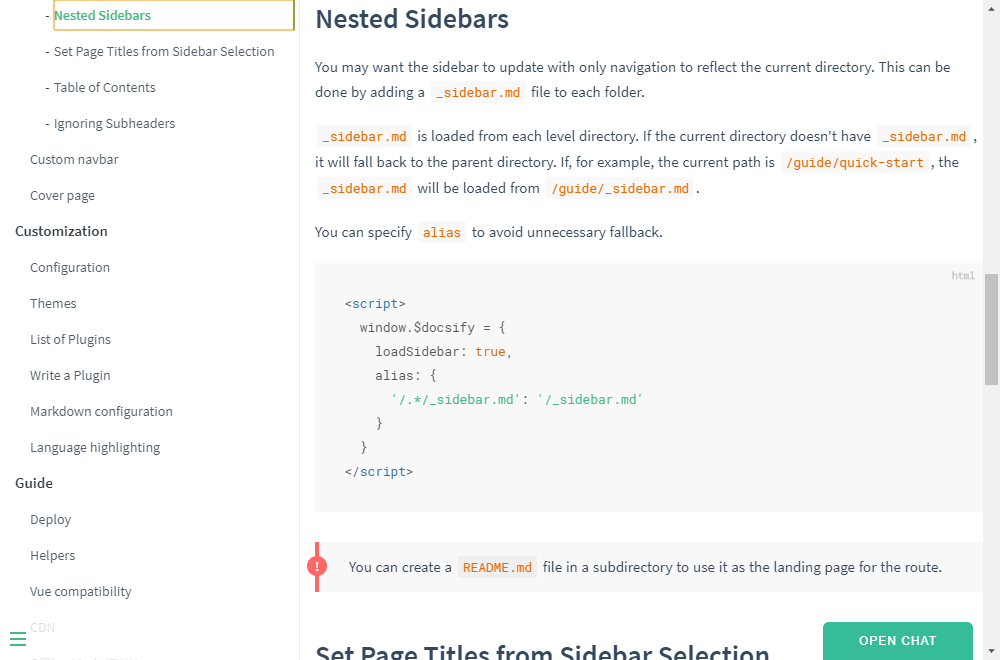 - Nested Sidebars
- Set Page Titles from Sidebar Selection
- Table of Contents
- Ignoring Subheaders
Custom navbar
Cover page
Customization
Configuration
Themes
List of Plugins
Write a Plugin
Markdown configuration
Language highlighting
Guide
Deploy
Helpers
Vue compatibility
CDN
Nested Sidebars
You may want the sidebar to update with only navigation to reflect the current directory. This can be
done by adding a _sidebar.md file to each folder.
_sidebar.md is loaded from each level directory. If the current directory doesn't have _sidebar.md ,
it will fall back to the parent directory. If, for example, the current path is /guide/quick-start , the
_sidebar.md will be loaded from /guide/_sidebar.md .
You can specify alias to avoid unnecessary fallback.
html
<script>
window.$docsify = {
loadSidebar: true,
alias: {
'/.*/_sidebar.md': '/_sidebar.md'
}
}
</script>
! You can create a README.md file in a subdirectory to use it as the landing page for the route.
Set Page Titles from Sidebar Selection
OPEN CHAT